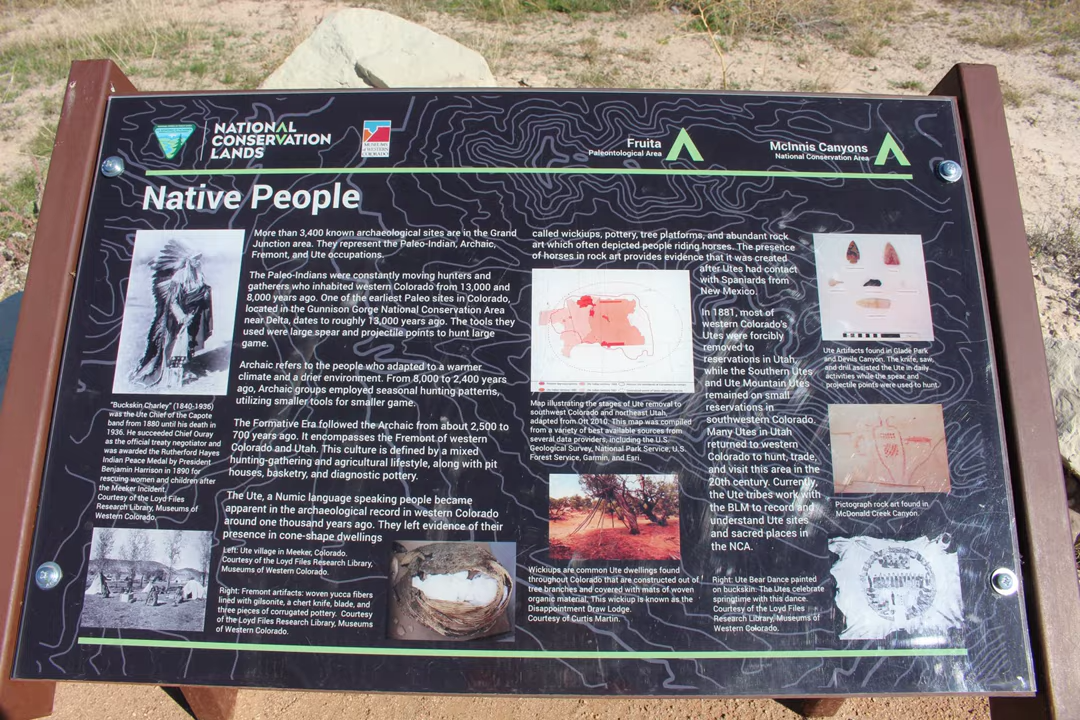 NATIONAL
CONSERVATION
LANDS
MUSEUMS
OF WESTERN
COLORADO
Fruita
Paleontological Area
McInnis Canyons
National Conservation Area
Native People
More than 3,400 known archaeological sites are in the Grand
Junction area. They represent the Paleo-Indian, Archaic,
Fremont, and Ute occupations.
The Paleo-Indians were constantly moving hunters and
gatherers who inhabited western Colorado from 13,000 and
8,000 years ago. One of the earliest Paleo sites in Colorado,
located in the Gunnison Gorge National Conservation Area
near Delta, dates to roughly 13,000 years ago. The tools they
used were large spear and projectile points to hunt large
game.
Archaic refers to the people who adapted to a warmer
climate and a drier environment. From 8,000 to 2,400 years
ago, Archaic groups employed seasonal hunting patterns,
utilizing smaller tools for smaller game.
The Formative Era followed the Archaic from about 2,500 to
700 years ago. It encompasses the Fremont of western
Colorado and Utah. This culture is defined by a mixed
hunting-gathering and agricultural lifestyle, along with pit
houses, basketry, and diagnostic pottery.
The Ute, a Numic language speaking people became
apparent in the archaeological record in western Colorado
around one thousand years ago. They left evidence of their
presence in cone-shape dwellings
"Buckskin Charley" (1840-1936)
was the Ute Chief of the Capote
band from 1880 until his death in
1936. He succeeded Chief Ouray
as the official treaty negotiator and
was awarded the Rutherford Hayes
Indian Peace Medal by President
Benjamin Harrison in 1890 for
rescuing women and children after
the Meeker Incident.
Courtesy of the Loyd Files
Research Library, Museums of
Western Colorado.
Left: Ute village in Meeker, Colorado.
Courtesy of the Loyd Files Research Library,
Museums of Western Colorado.
Right: Fremont artifacts: woven yucca fibers
lined with gilsonite, a chert knife, blade, and
three pieces of corrugated pottery. Courtesy
of the Loyd Files Research Library, Museums
of Western Colorado.
called wickiups, pottery, tree platforms, and abundant rock
art which often depicted people riding horses. The presence
of horses in rock art provides evidence that it was created
after Utes had contact
with Spaniards from
New Mexico.
In 1881, most of
western Colorado's
Utes were forcibly
removed to
reservations in Utah,
while the Southern Utes
and Ute Mountain Utes
remained on small
reservations in
southwestern Colorado.
Many Utes in Utah
returned to western
Colorado to hunt, trade,
and visit this area in the
20th century. Currently,
the Ute tribes work with
the BLM to record and
understand Ute sites
and sacred places in
the NCA.
Map illustrating the stages of Ute removal to
southwest Colorado and northeast Utah,
adapted from Ott 2010. This map was compiled
from a variety of best available sources from
several data providers, including the U.S.
Geological Survey, National Park Service, U.S.
Forest Service, Garmin, and Esri.
Wickiups are common Ute dwellings found
throughout Colorado that are constructed out of
tree branches and covered with mats of woven
organic material. This wickiup is known as the
Disappointment Draw Lodge.
Courtesy of Curtis Martin.
Ute Artifacts found in Glade Park
and Devils Canyon. The knife, saw,
and drill assisted the Ute in daily
activities while the spear and
projectile points were used to hunt.
Pictograph rock art found in
McDonald Creek Canyon.
Right: Ute Bear Dance painted
on buckskin. The Utes celebrate
springtime with this dance.
Courtesy of the Loyd Files
Research Library, Museums of
Western Colorado.